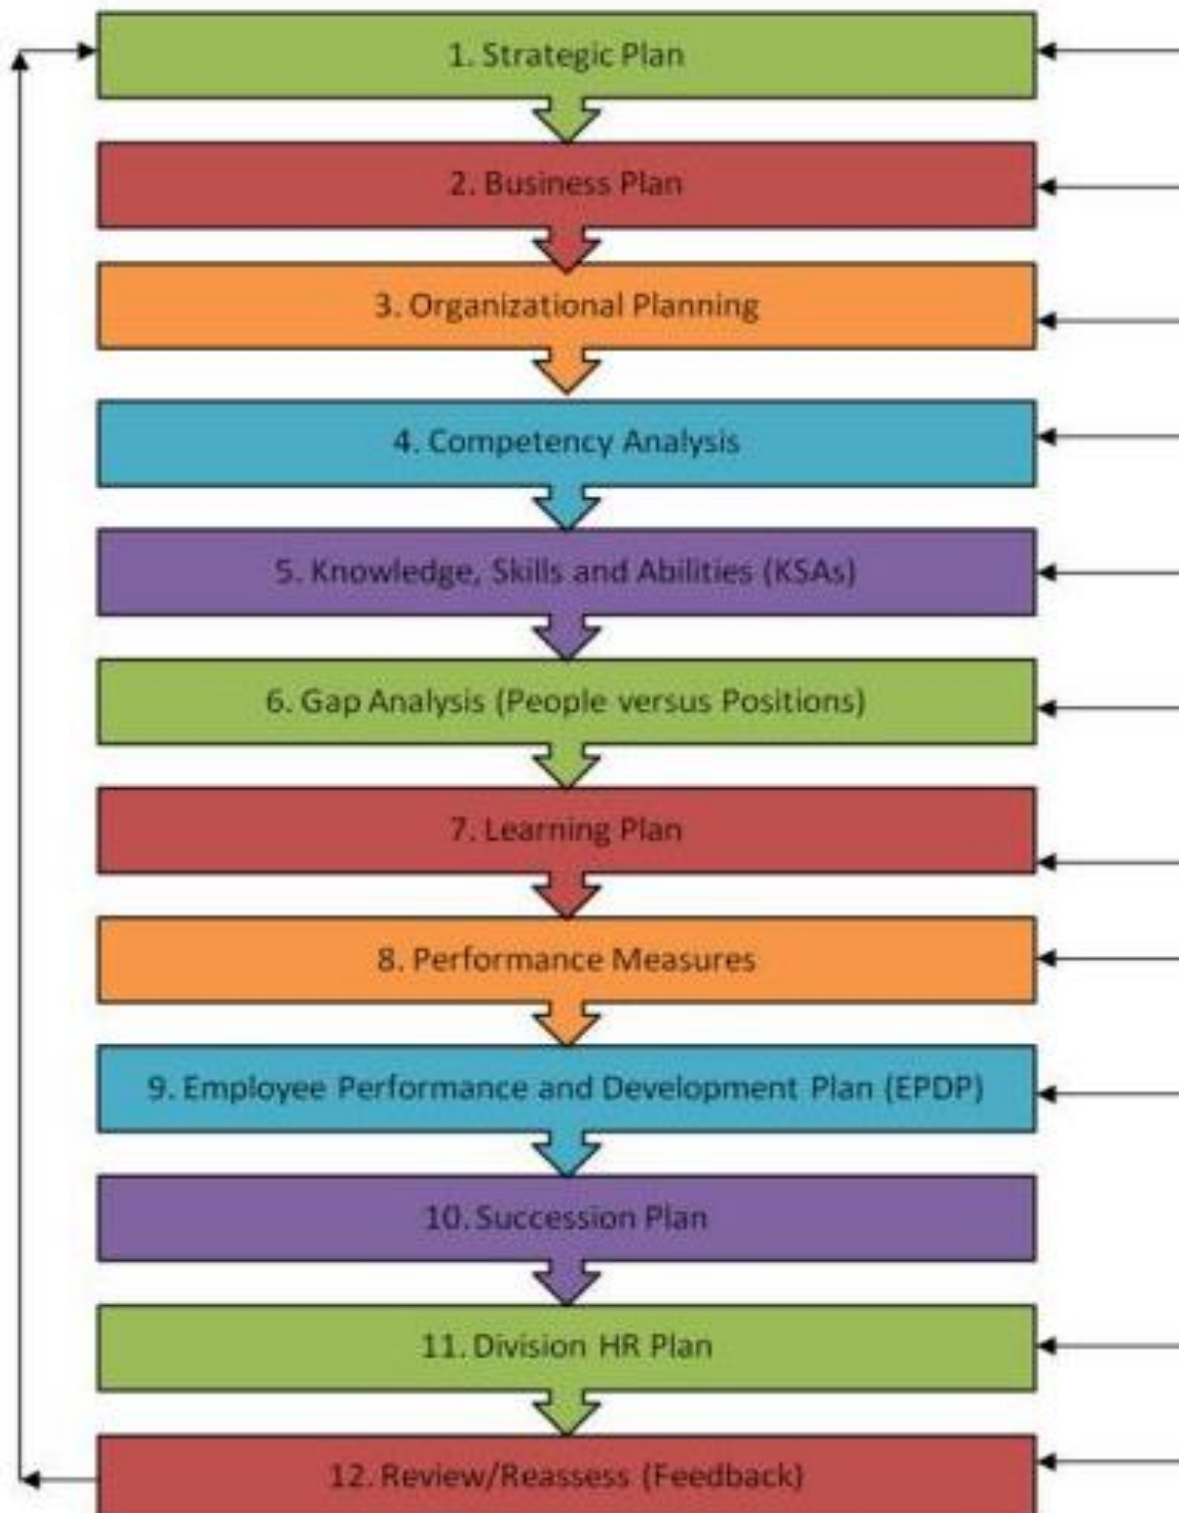 1. Strategic Plan
2. Business Plan
3. Organizational Planning
4. Competency Analysis
5. Knowledge, Skills and Abilities (KSAs)
6. Gap Analysis (People versus Positions)
7. Learning Plan
8. Performance Measures
9. Employee Performance and Development Plan (EPDP)
10. Succession Plan
11. Division HR Plan
12. Review/Reassess (Feedback)